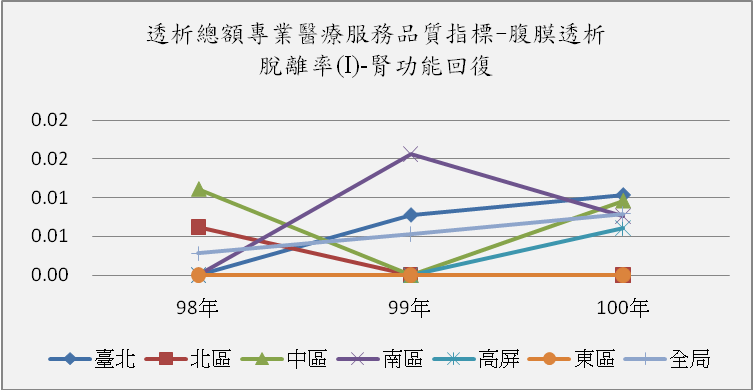 透析總額專業醫療服務品質指標-腹膜透析
脫離率(I)-腎功能回復
0.02
0.02
0.01
0.01
0.00
98年 99年 100年
臺北 北區 中區 南區 高屏 東區 全局